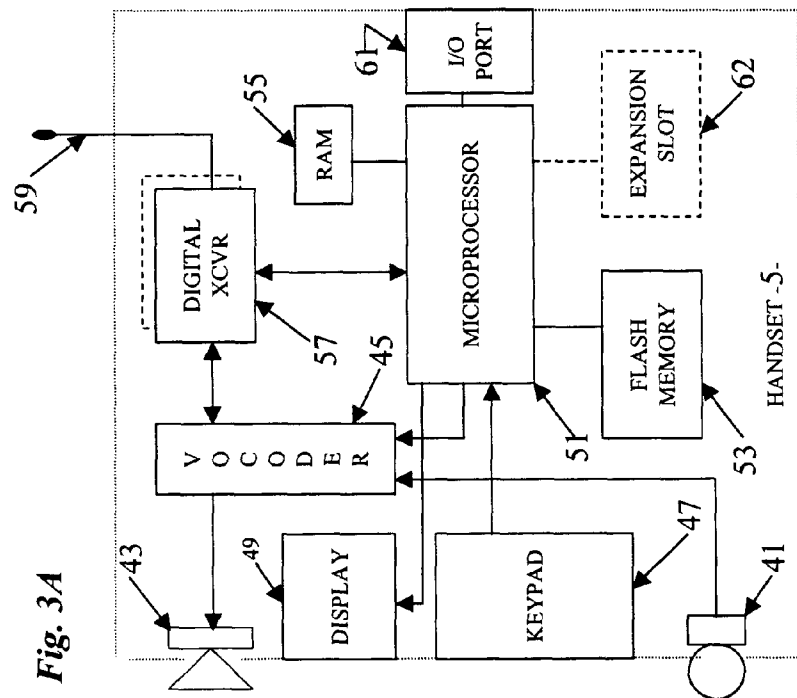 Fig. 3A
43
49
DISPLAY
KEYPAD
47
41
VOCODER
45
DIGITAL
XCVR
57
59
55
RAM
MICROPROCESSOR
51
61
I/O
PORT
FLASH
MEMORY
53
EXPANSION
SLOT
62
HANDSET -5-